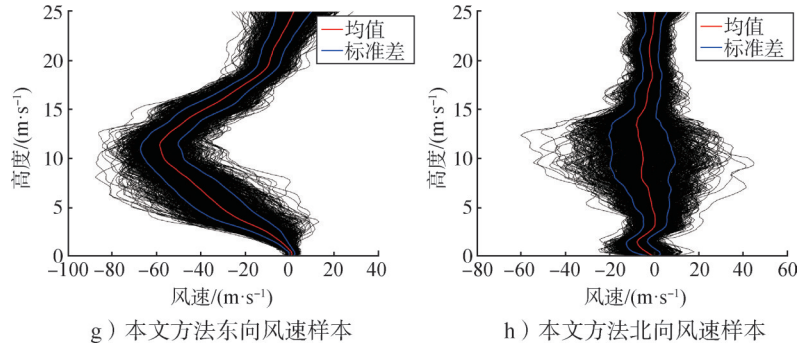 25
20
15
10
5
0
高度/(m·s⁻¹)
均值
标准差
-100 -80 -60 -40 -20 0 20 40
风速/(m·s⁻¹)
g）本文方法东向风速样本
25
20
15
10
5
0
高度/(m·s⁻¹)
均值
标准差
-80 -60 -40 -20 0 20 40 60
风速/(m·s⁻¹)
h）本文方法北向风速样本